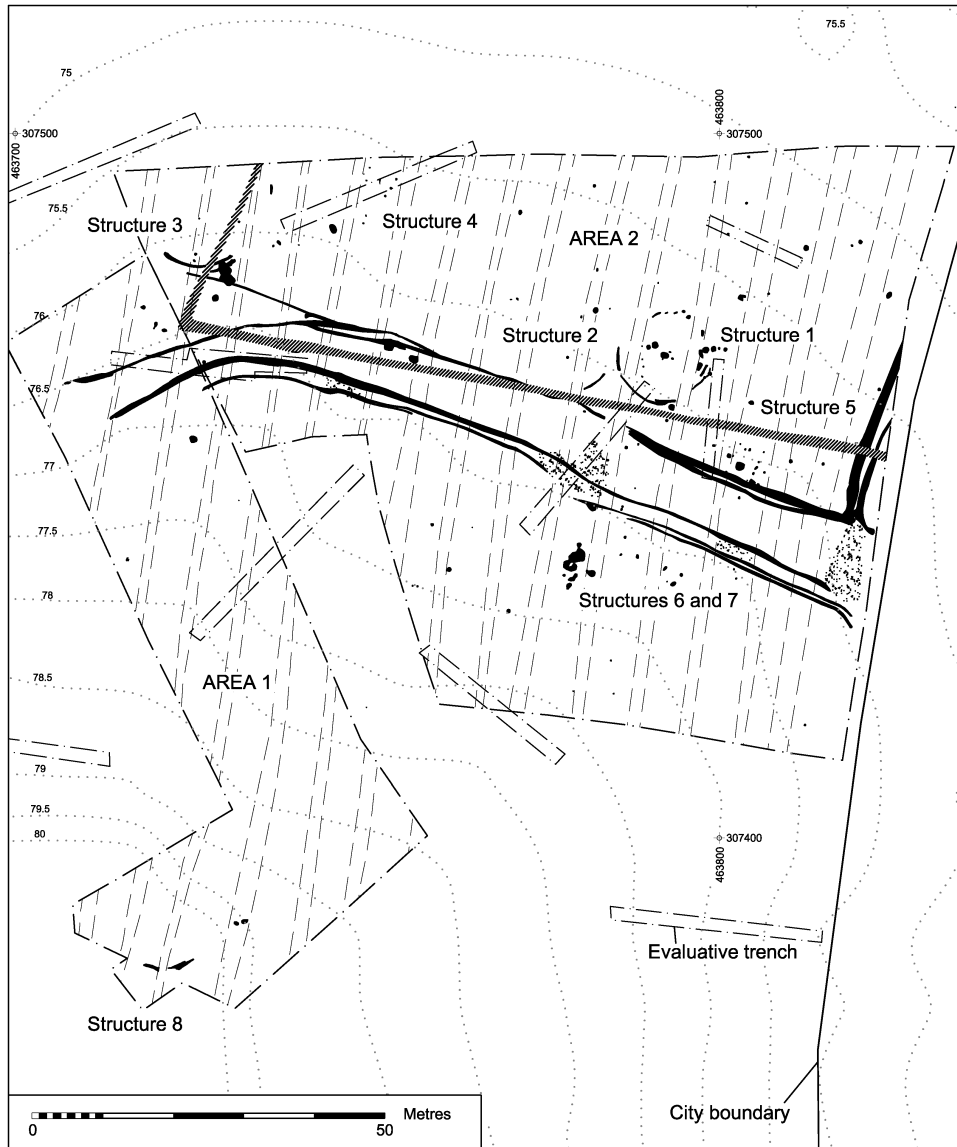 75.5
75
463800
307500
307500
463700
75.5
Structure 3
Structure 4
AREA 2
76
Structure 2
Structure 1
76.5
Structure 5
77
77.5
78
Structures 6 and 7
78.5
AREA 1
79
79.5
80
307400
463800
Evaluative trench
Structure 8
City boundary
Metres
0
50